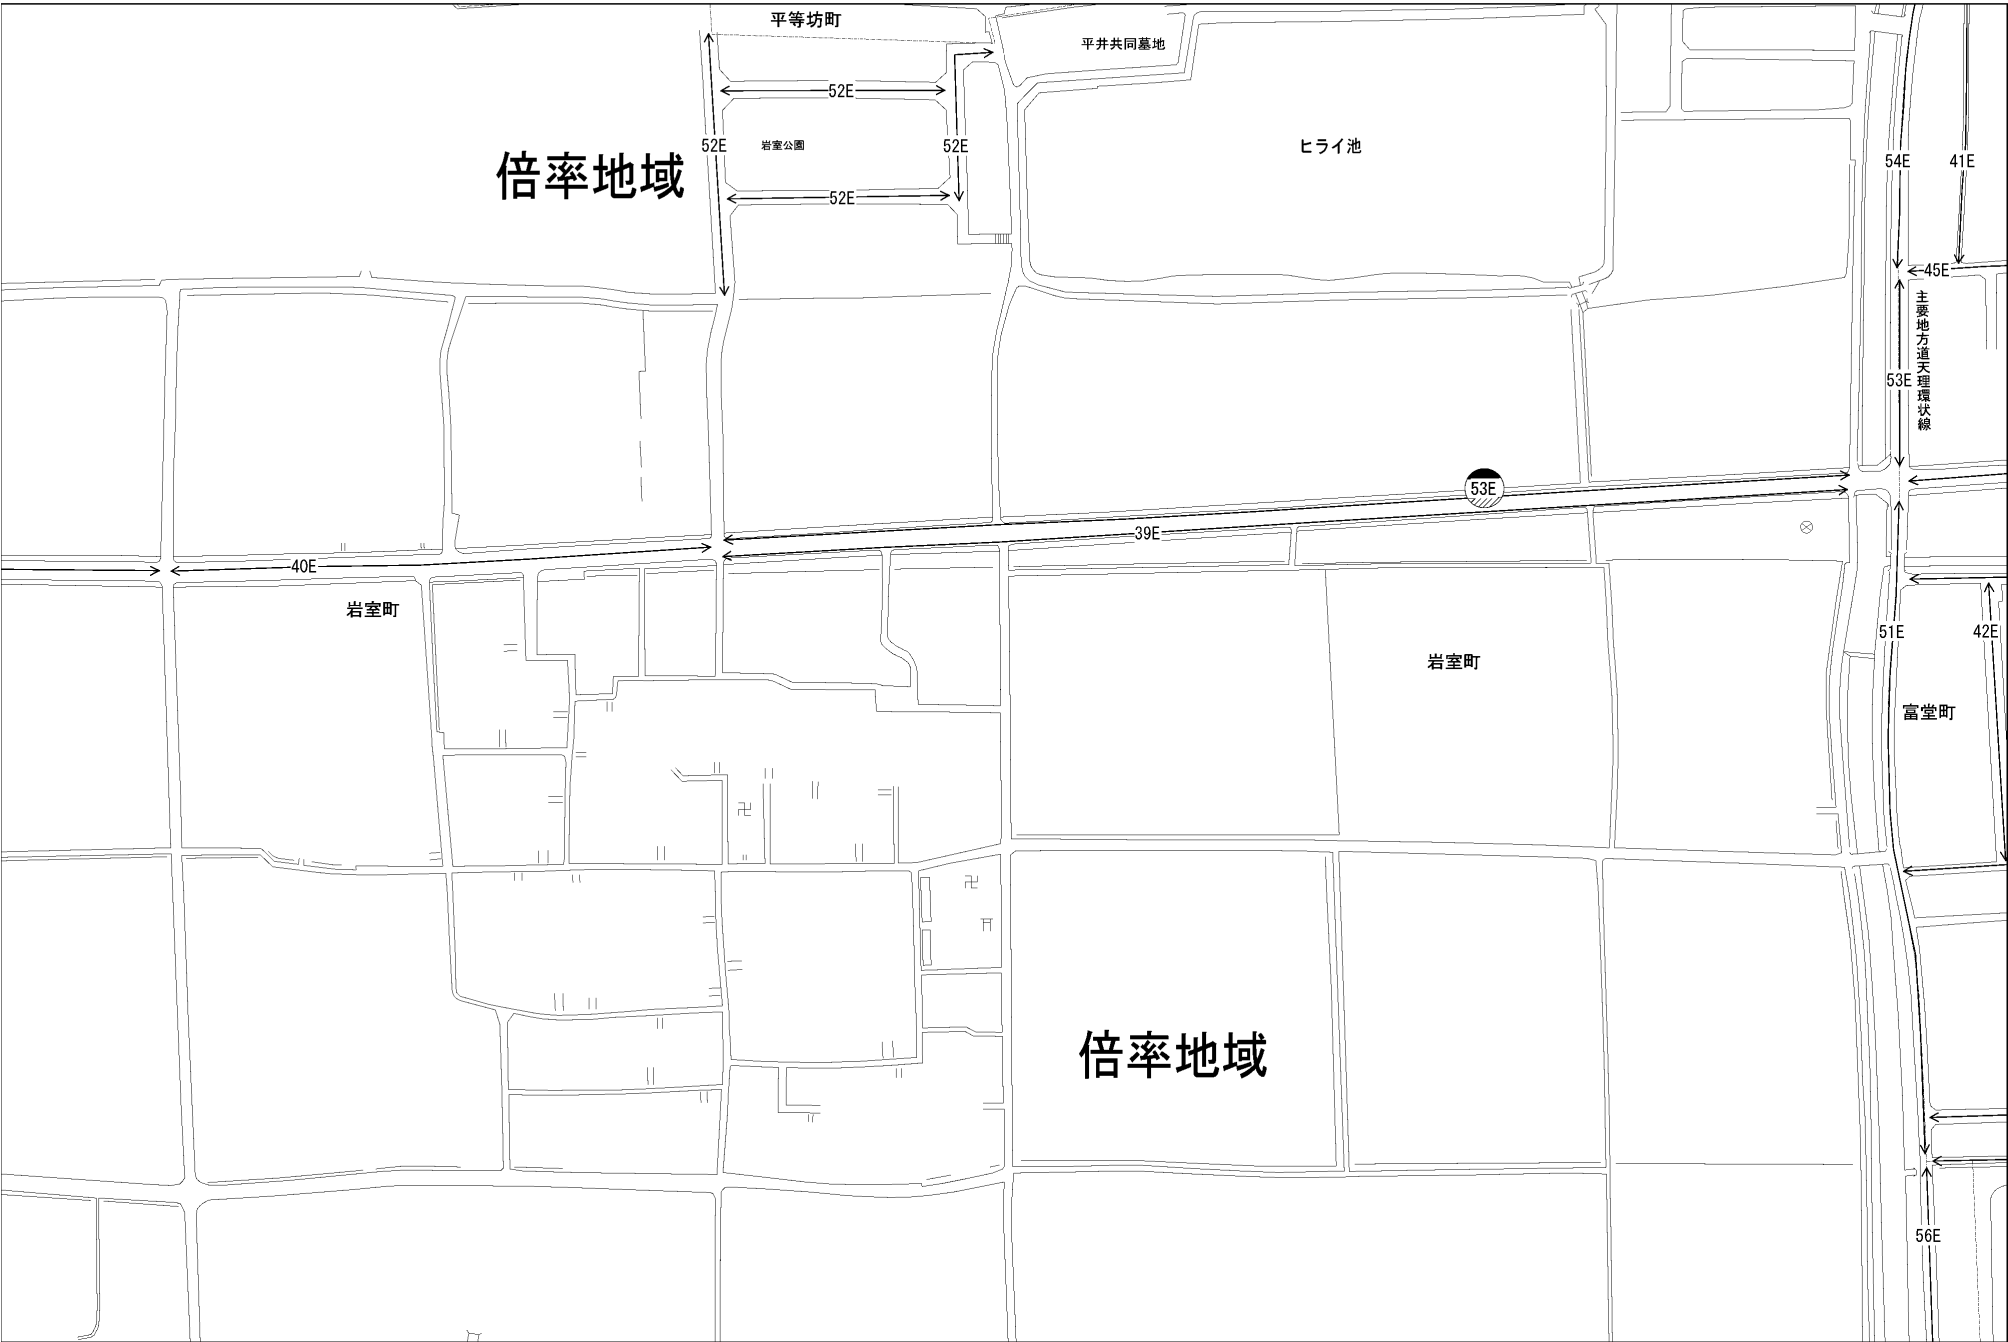 平等坊町
平井共同墓地
52E
52E
岩室公園
52E
ヒライ池
倍率地域
54E
41E
52E
45E
主要地方道天理環状線
53E
53E
39E
40E
岩室町
51E
42E
岩室町
富堂町
倍率地域
56E